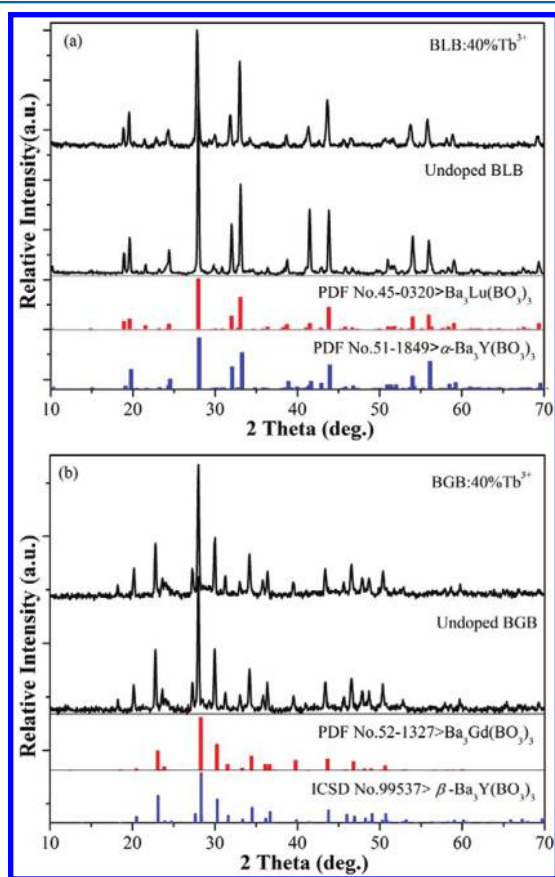 (a)
BLB:40%Tb³⁺
Undoped BLB
PDF No.45-0320>Ba₃Lu(BO₃)₃
PDF No.51-1849>α-Ba₃Y(BO₃)₃
Relative Intensity(a.u.)
10 20 30 40 50 60 70
2 Theta (deg.)
(b)
BGB:40%Tb³⁺
Undoped BGB
PDF No.52-1327>Ba₃Gd(BO₃)₃
ICSD No.99537> β-Ba₃Y(BO₃)₃
Relative Intensity (a.u.)
10 20 30 40 50 60 70
2 Theta (deg.)